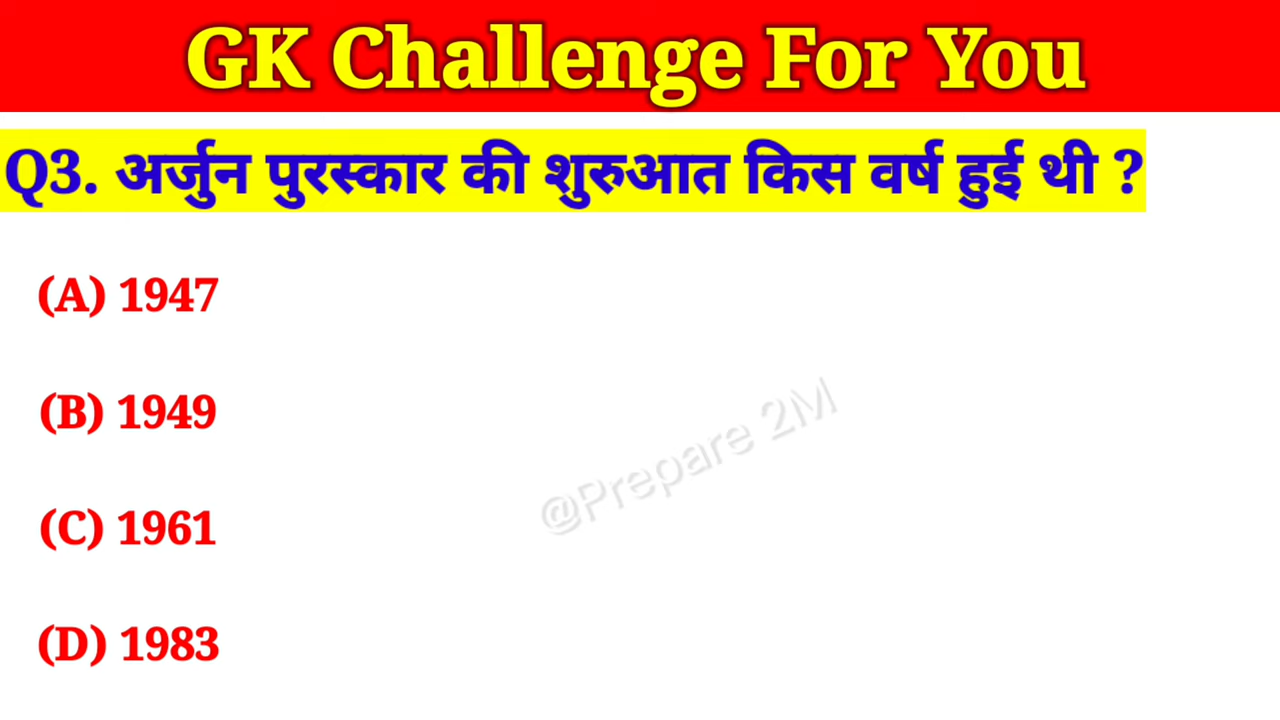 GK Challenge For You
Q3. अर्जुन पुरस्कार की शुरुआत किस वर्ष हुई थी ?
(A) 1947
(B) 1949
@Prepare 2M
(C) 1961
(D) 1983